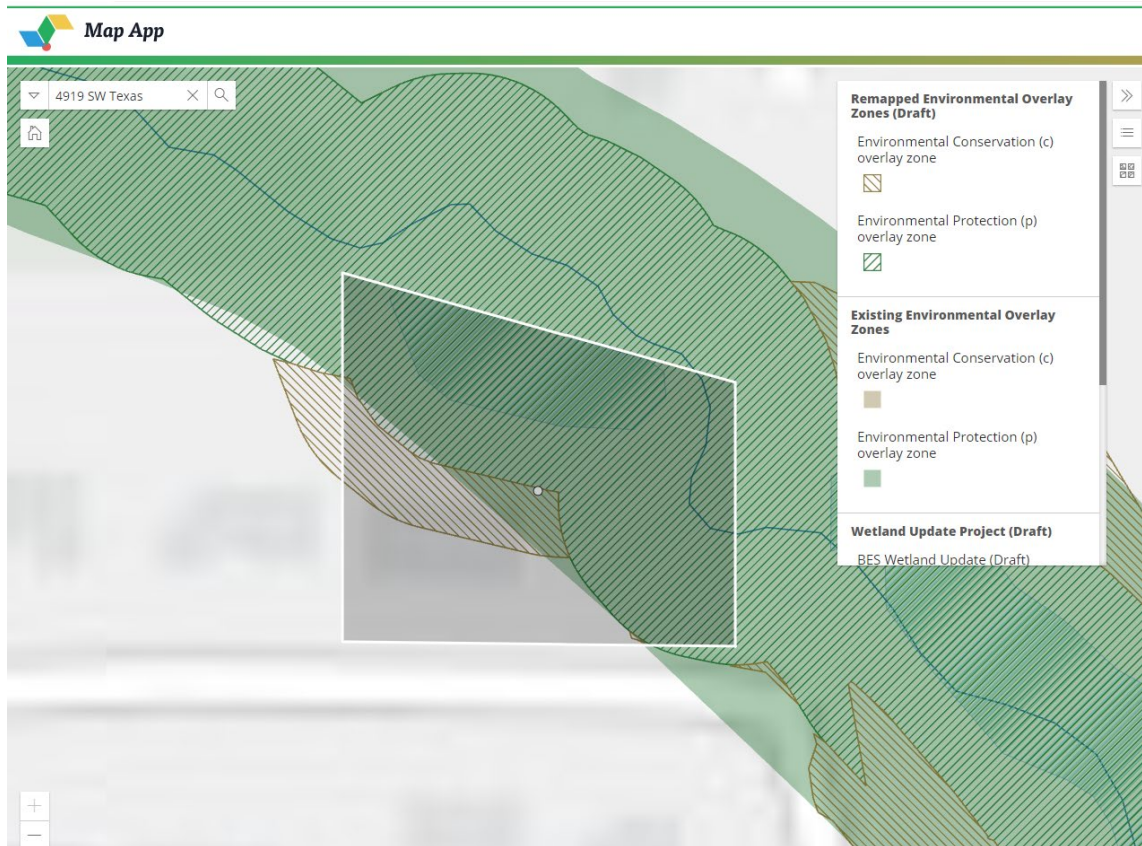 Map App
4919 SW Texas
Remapped Environmental Overlay
Zones (Draft)
Environmental Conservation (c)
overlay zone
Environmental Protection (p)
overlay zone
Existing Environmental Overlay
Zones
Environmental Conservation (c)
overlay zone
Environmental Protection (p)
overlay zone
Wetland Update Project (Draft)
BES Wetland Update (Draft)